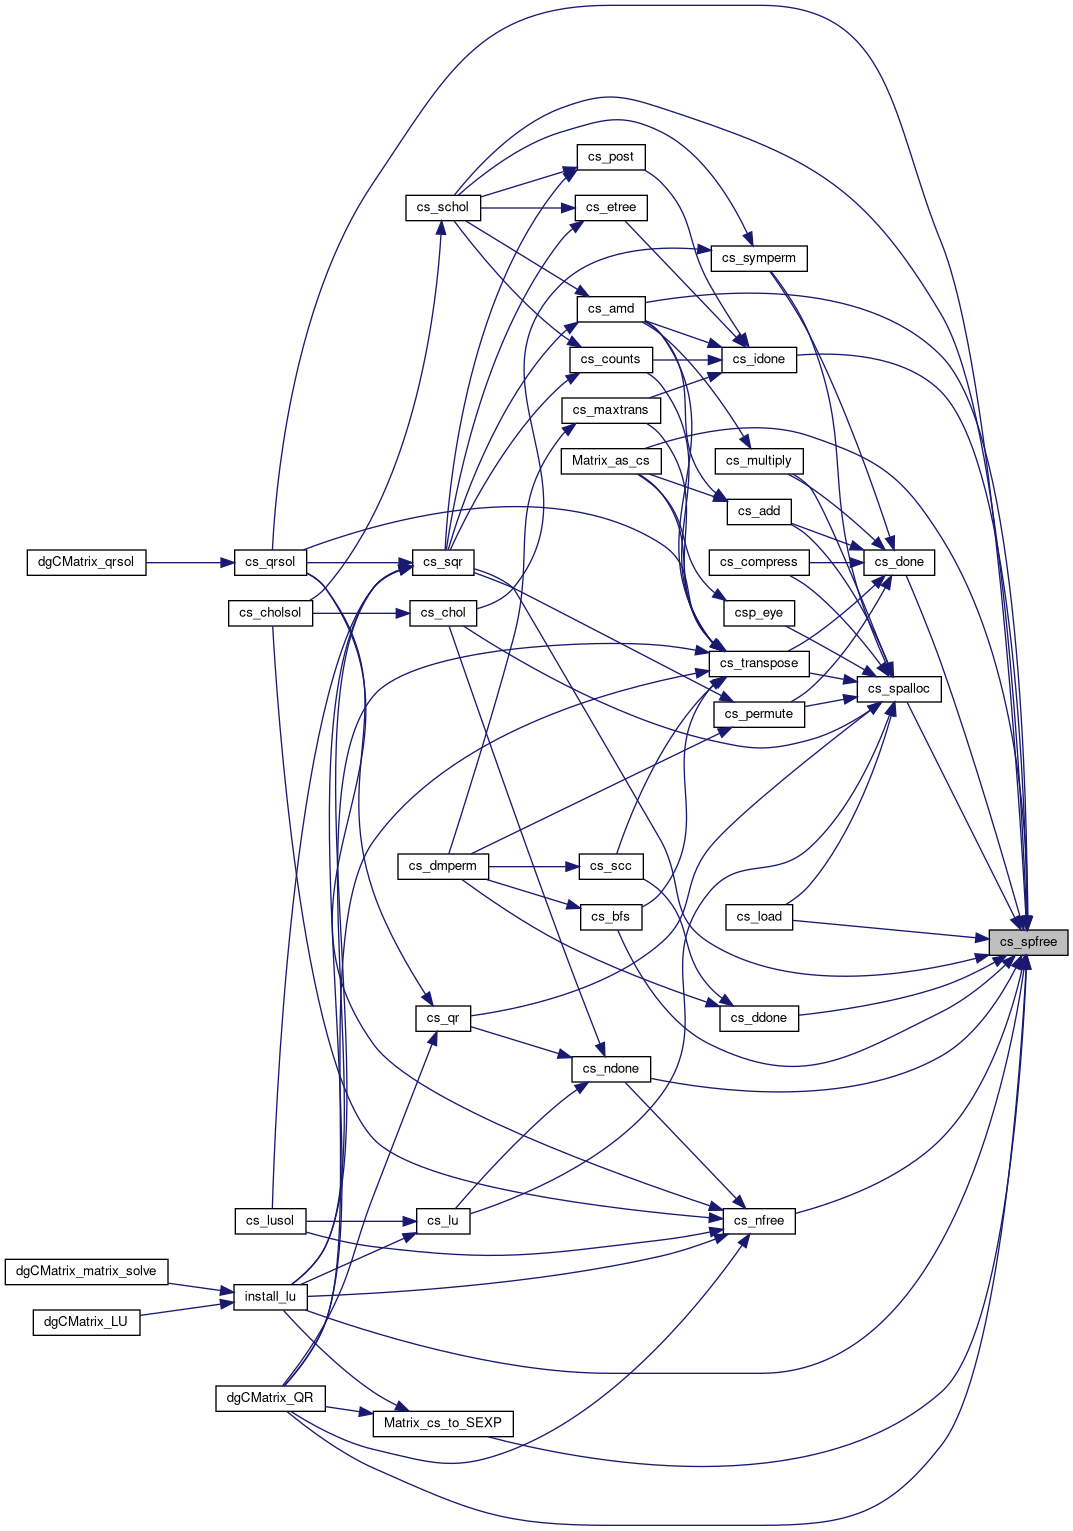 cs_post
cs_schol
cs_etree
cs_symperm
cs_amd
cs_counts
cs_idone
cs_maxtrans
Matrix_as_cs
cs_multiply
cs_add
dgCMatrix_qrsol
cs_qrsol
cs_sqr
cs_compress
cs_done
cs_cholsol
cs_chol
csp_eye
cs_transpose
cs_spalloc
cs_permute
cs_dmperm
cs_scc
cs_bfs
cs_load
cs_spfree
cs_qr
cs_ddone
cs_ndone
cs_lusol
cs_lu
cs_nfree
dgCMatrix_matrix_solve
install_lu
dgCMatrix_LU
dgCMatrix_QR
Matrix_cs_to_SEXP